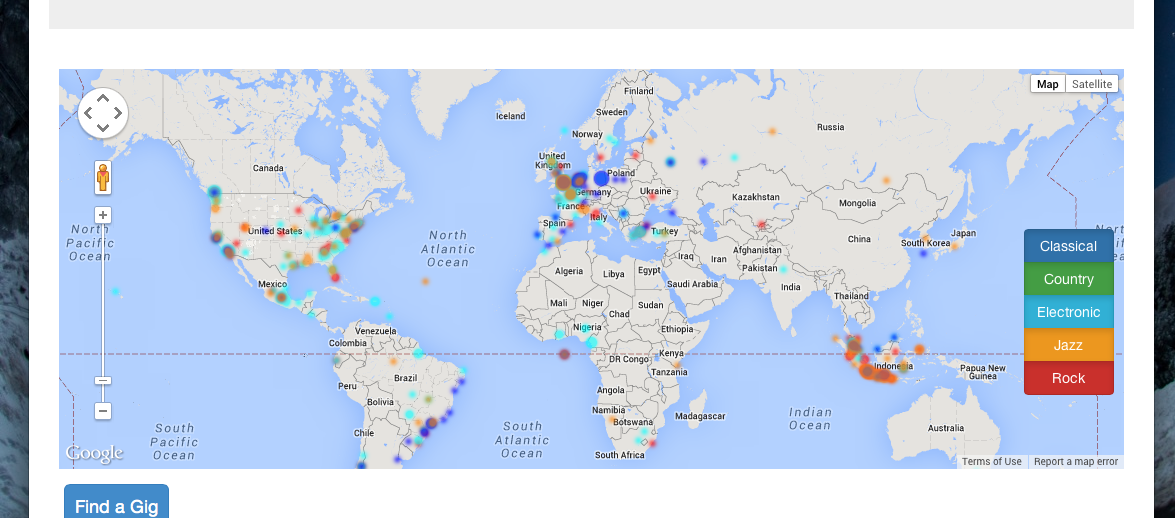 Map Satellite
Finland
Iceland
Sweden
Russia
Norway
United
Kingdom
Canada
Poland
Germany
Ukraine
Kazakhstan
France
Mongolia
Italy
Spain
United States
Turkey
North
Pacific
Ocean
North
Atlantic
Ocean
China
Japan
South Korea
Afghanistan
Iraq
Iran
Pakistan
Algeria
Libya
Egypt
Saudi Arabia
India
Mexico
Thailand
Mali
Niger
Chad
Sudan
Nigeria
Ethiopia
Venezuela
Colombia
DR Congo
Kenya
Tanzania
Indonesia
Papua New
Guinea
Brazil
Peru
Angola
Bolivia
Namibia
Botswana
Madagascar
Chile
South Africa
South
Pacific
Ocean
South
Atlantic
Ocean
Indian
Ocean
Australia
Classical
Country
Electronic
Jazz
Rock
Google
Terms of Use Report a map error
Find a Gig